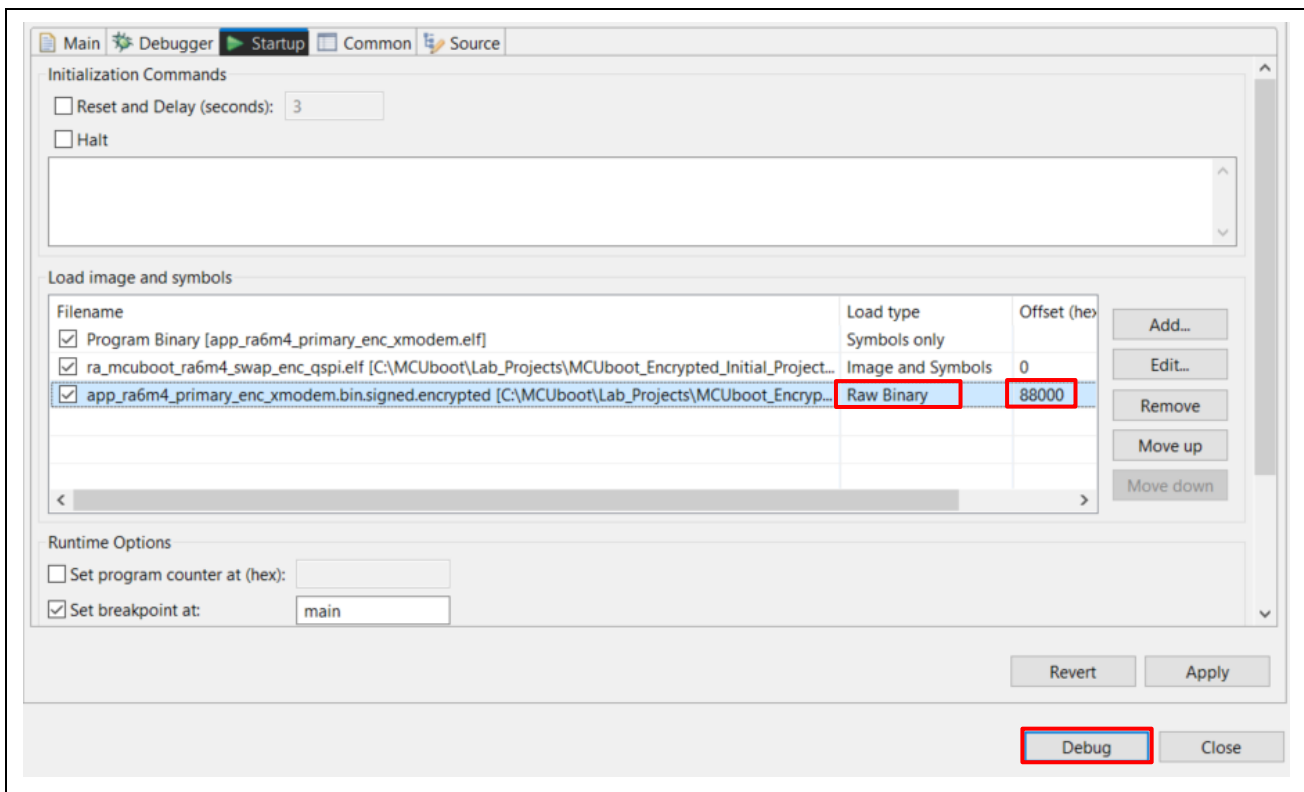 Main Debugger Startup Common Source
Initialization Commands
Reset and Delay (seconds): 3
Halt
Load image and symbols
Filename Load type Offset (hex
Program Binary [app_ra6m4_primary_enc_xmodem.elf] Symbols only
ra_mcuboot_ra6m4_swap_enc_qspi.elf [C:\MCUboot\Lab_Projects\MCUboot_Encrypted_Initial_Project... Image and Symbols 0
app_ra6m4_primary_enc_xmodem.bin.signed.encrypted [C:\MCUboot\Lab_Projects\MCUboot_Encryp... Raw Binary 88000
Add...
Edit...
Remove
Move up
Move down
Runtime Options
Set program counter at (hex):
Set breakpoint at: main
Revert Apply
Debug Close